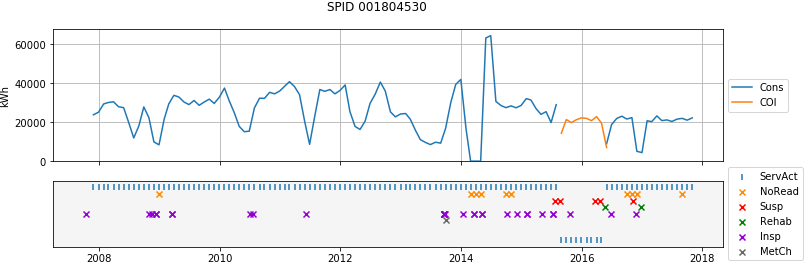 SPID 001804530
60000
40000
20000
0
kWh
Cons
COI
ServAct
NoRead
Susp
Rehab
Insp
MetCh
2008 2010 2012 2014 2016 2018